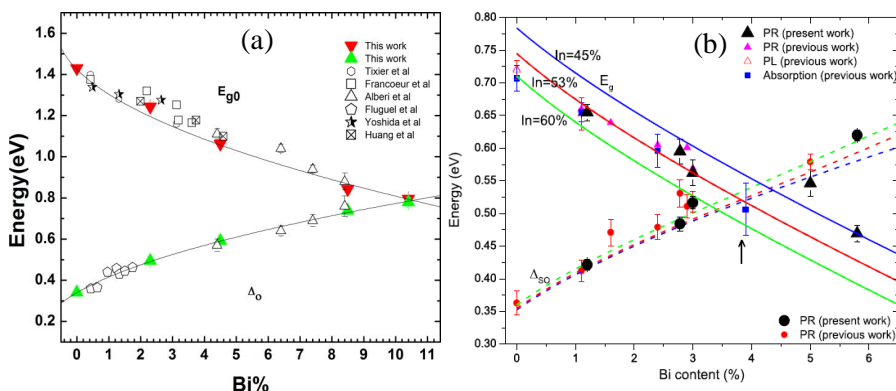 (a)
This work
This work
Tixier et al
Francoeur et al
Alberi et al
Fluguel et al
Yoshida et al
Huang et al
E_g0
Δ_o
Energy(eV)
1.6
1.4
1.2
1.0
0.8
0.6
0.4
0.2
0 1 2 3 4 5 6 7 8 9 10 11
Bi%
(b)
PR (present work)
PR (previous work)
PL (previous work)
Absorption (previous work)
In=45%
E_g
In=53%
In=60%
Δ_SO
PR (present work)
PR (previous work)
Energy (eV)
0.80
0.75
0.70
0.65
0.60
0.55
0.50
0.45
0.40
0.35
0.30
0 1 2 3 4 5 6
Bi content (%)